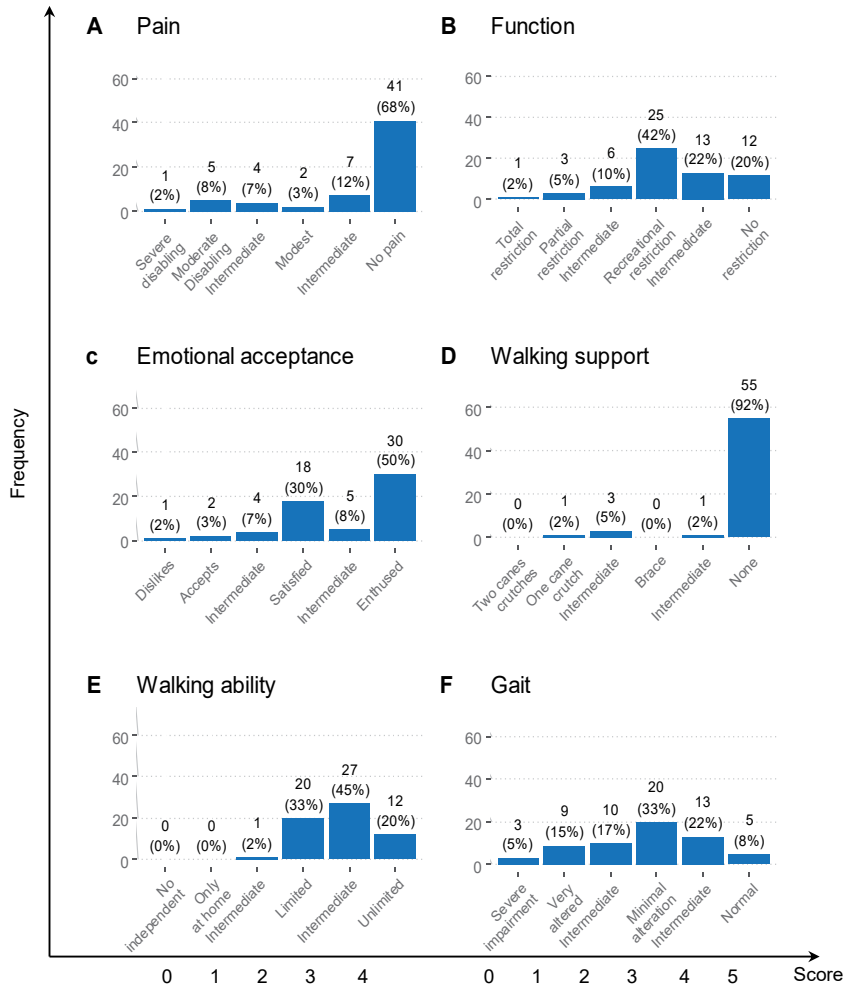 A Pain
60
40
20
0
1
(2%)
5
(8%)
4
(7%)
2
(3%)
7
(12%)
41
(68%)
Severe
disabling
Moderate
Disabling
Intermediate
Modest
Intermediate
No pain
B Function
60
40
20
0
1
(2%)
3
(5%)
6
(10%)
25
(42%)
13
(22%)
12
(20%)
Total
restriction
Partial
restriction
Intermediate
Recreational
restriction
Intermedidate
No
restriction
Frequency
c Emotional acceptance
60
40
20
0
1
(2%)
2
(3%)
4
(7%)
18
(30%)
5
(8%)
30
(50%)
Dislikes
Accepts
Intermediate
Satisfied
Intermediate
Enthused
D Walking support
60
40
20
0
0
(0%)
1
(2%)
3
(5%)
0
(0%)
1
(2%)
55
(92%)
Two canes
crutches
One cane
crutch
Intermediate
Brace
Intermediate
None
E Walking ability
60
40
20
0
0
(0%)
0
(0%)
1
(2%)
20
(33%)
27
(45%)
12
(20%)
No
independent
Only
at home
Intermediate
Limited
Intermediate
Unlimited
F Gait
60
40
20
0
3
(5%)
9
(15%)
10
(17%)
20
(33%)
13
(22%)
5
(8%)
Severe
impairment
Very
altered
Intermediate
Minimal
alteration
Intermediate
Normal
0 1 2 3 4 0 1 2 3 4 5 Score